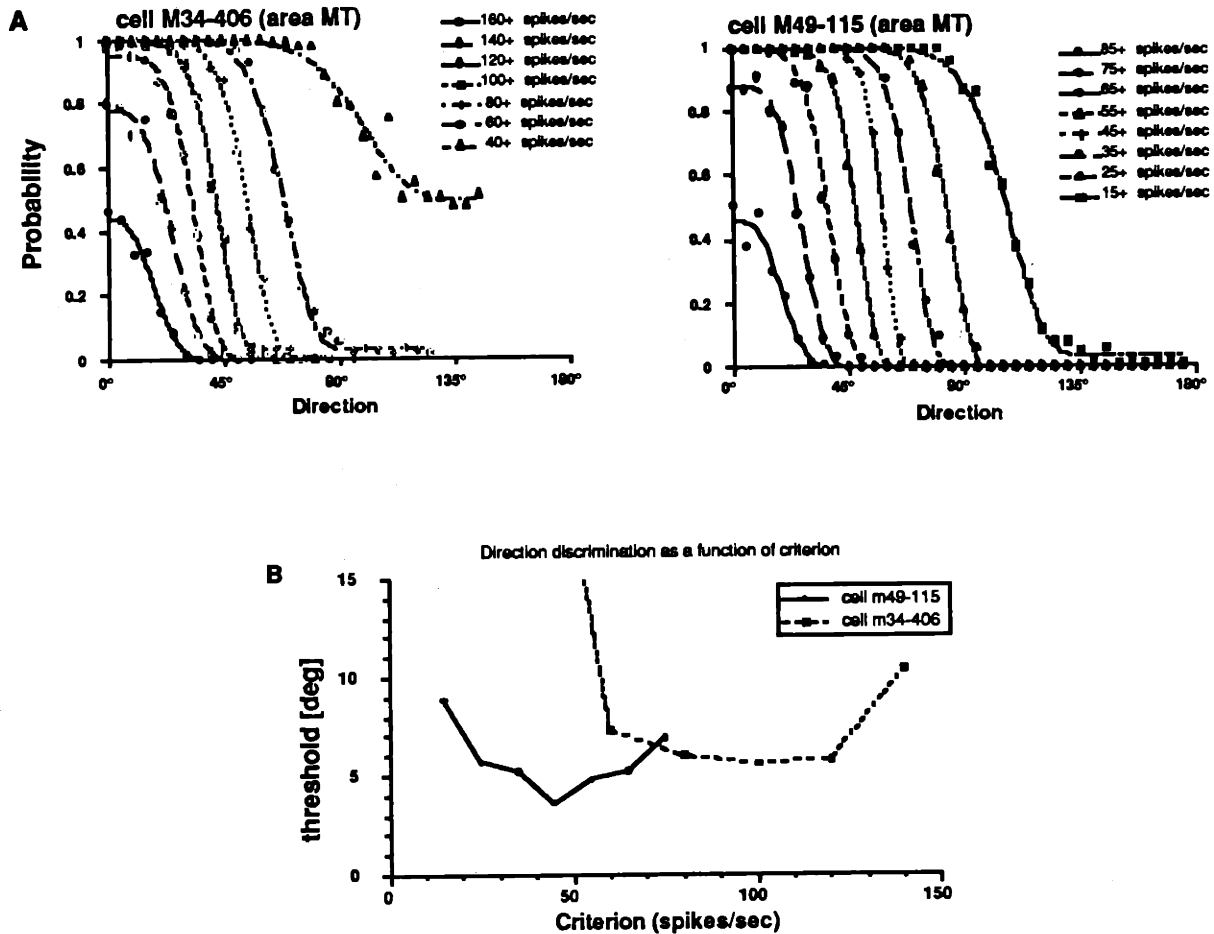 A
cell M34-406 (area MT)
160+ spikes/sec
140+ spikes/sec
120+ spikes/sec
100+ spikes/sec
80+ spikes/sec
60+ spikes/sec
40+ spikes/sec
Probability
1
0.8
0.6
0.4
0.2
0
0°
45°
90°
135°
180°
Direction
cell M49-115 (area MT)
85+ spikes/sec
75+ spikes/sec
65+ spikes/sec
55+ spikes/sec
45+ spikes/sec
35+ spikes/sec
25+ spikes/sec
15+ spikes/sec
1
0.8
0.6
0.4
0.2
0
0°
45°
90°
135°
180°
Direction
B
Direction discrimination as a function of criterion
cell m49-115
cell m34-406
threshold [deg]
15
10
5
0
0
50
100
150
Criterion (spikes/sec)